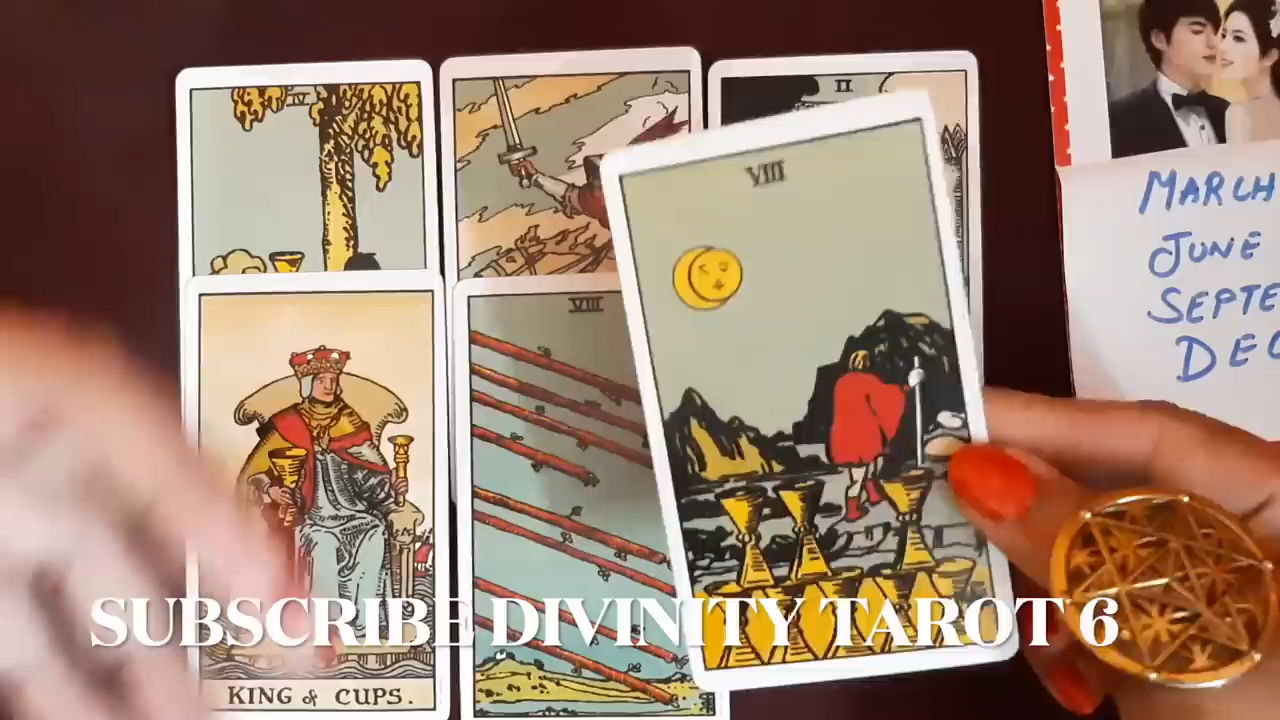 IV
II
VIII
MARCH
JUNE
SEPTE
DEC
VIII
KING of CUPS.
SUBSCRIBE DIVINITY TAROT 6